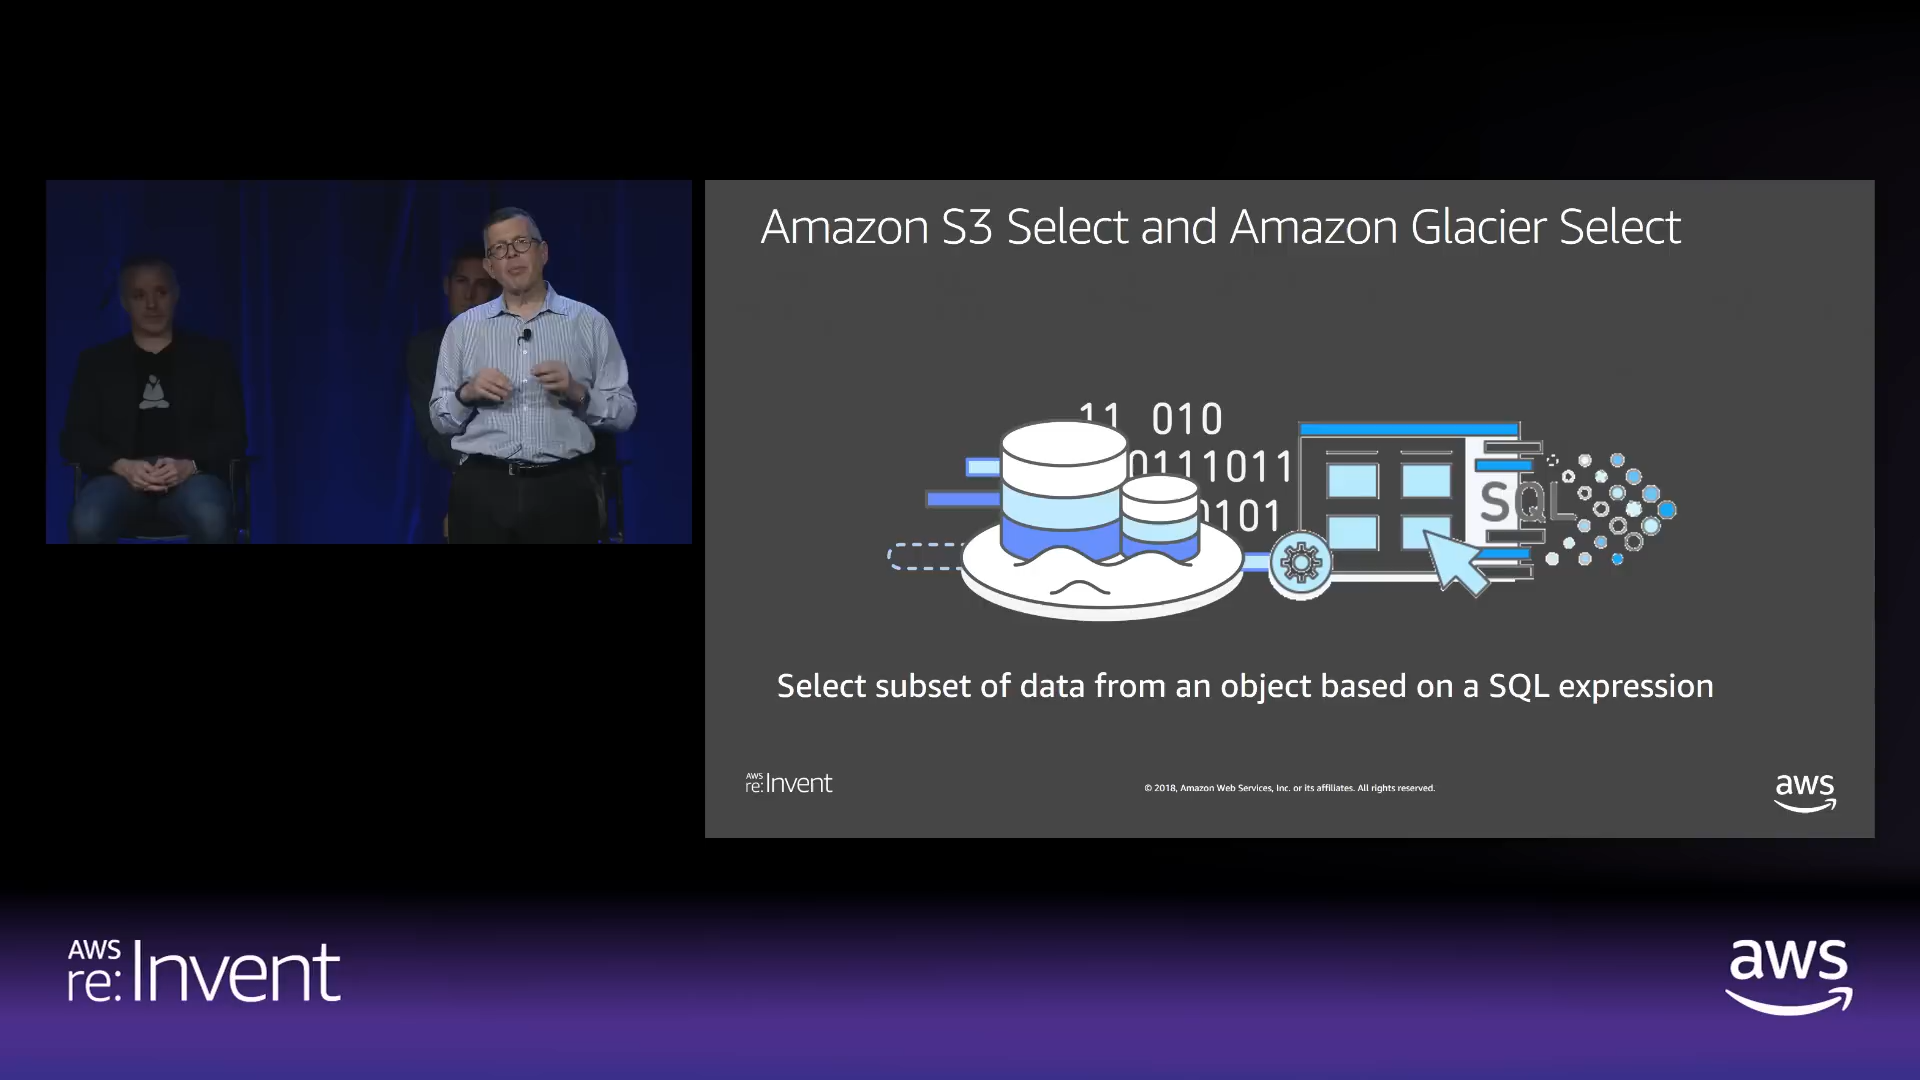 Amazon S3 Select and Amazon Glacier Select
11 010
0111011
0101
SQL
Select subset of data from an object based on a SQL expression
AWS
re:Invent
© 2018, Amazon Web Services, Inc. or its affiliates. All rights reserved.
aws
AWS
re:Invent
aws